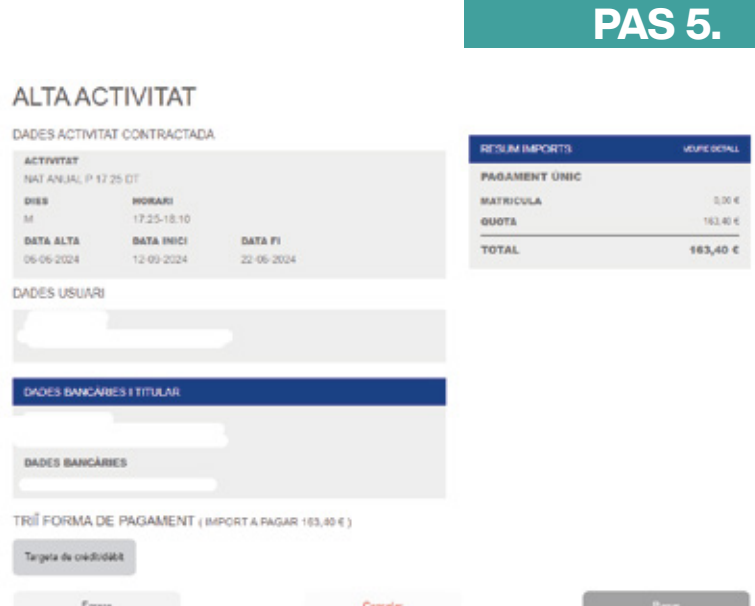 PAS 5.
ALTA ACTIVITAT
DADES ACTIVITAT CONTRACTADA
ACTIVITAT
NAT ANUAL P 17:25 DT
DIES HORARI
M 17:25-18:10
DATA ALTA DATA INICI DATA FI
06-06-2024 12-09-2024 22-06-2024
RESUM IMPORTS VEURE DETALL
PAGAMENT ÚNIC
MATRICULA 0,00 €
QUOTA 163,40 €
TOTAL 163,40 €
DADES USUARI
DADES BANCÀRIES I TITULAR
DADES BANCÀRIES
TRIÏ FORMA DE PAGAMENT ( IMPORT A PAGAR 163,40 € )
Targeta de crèdit/dèbit
Cancelar